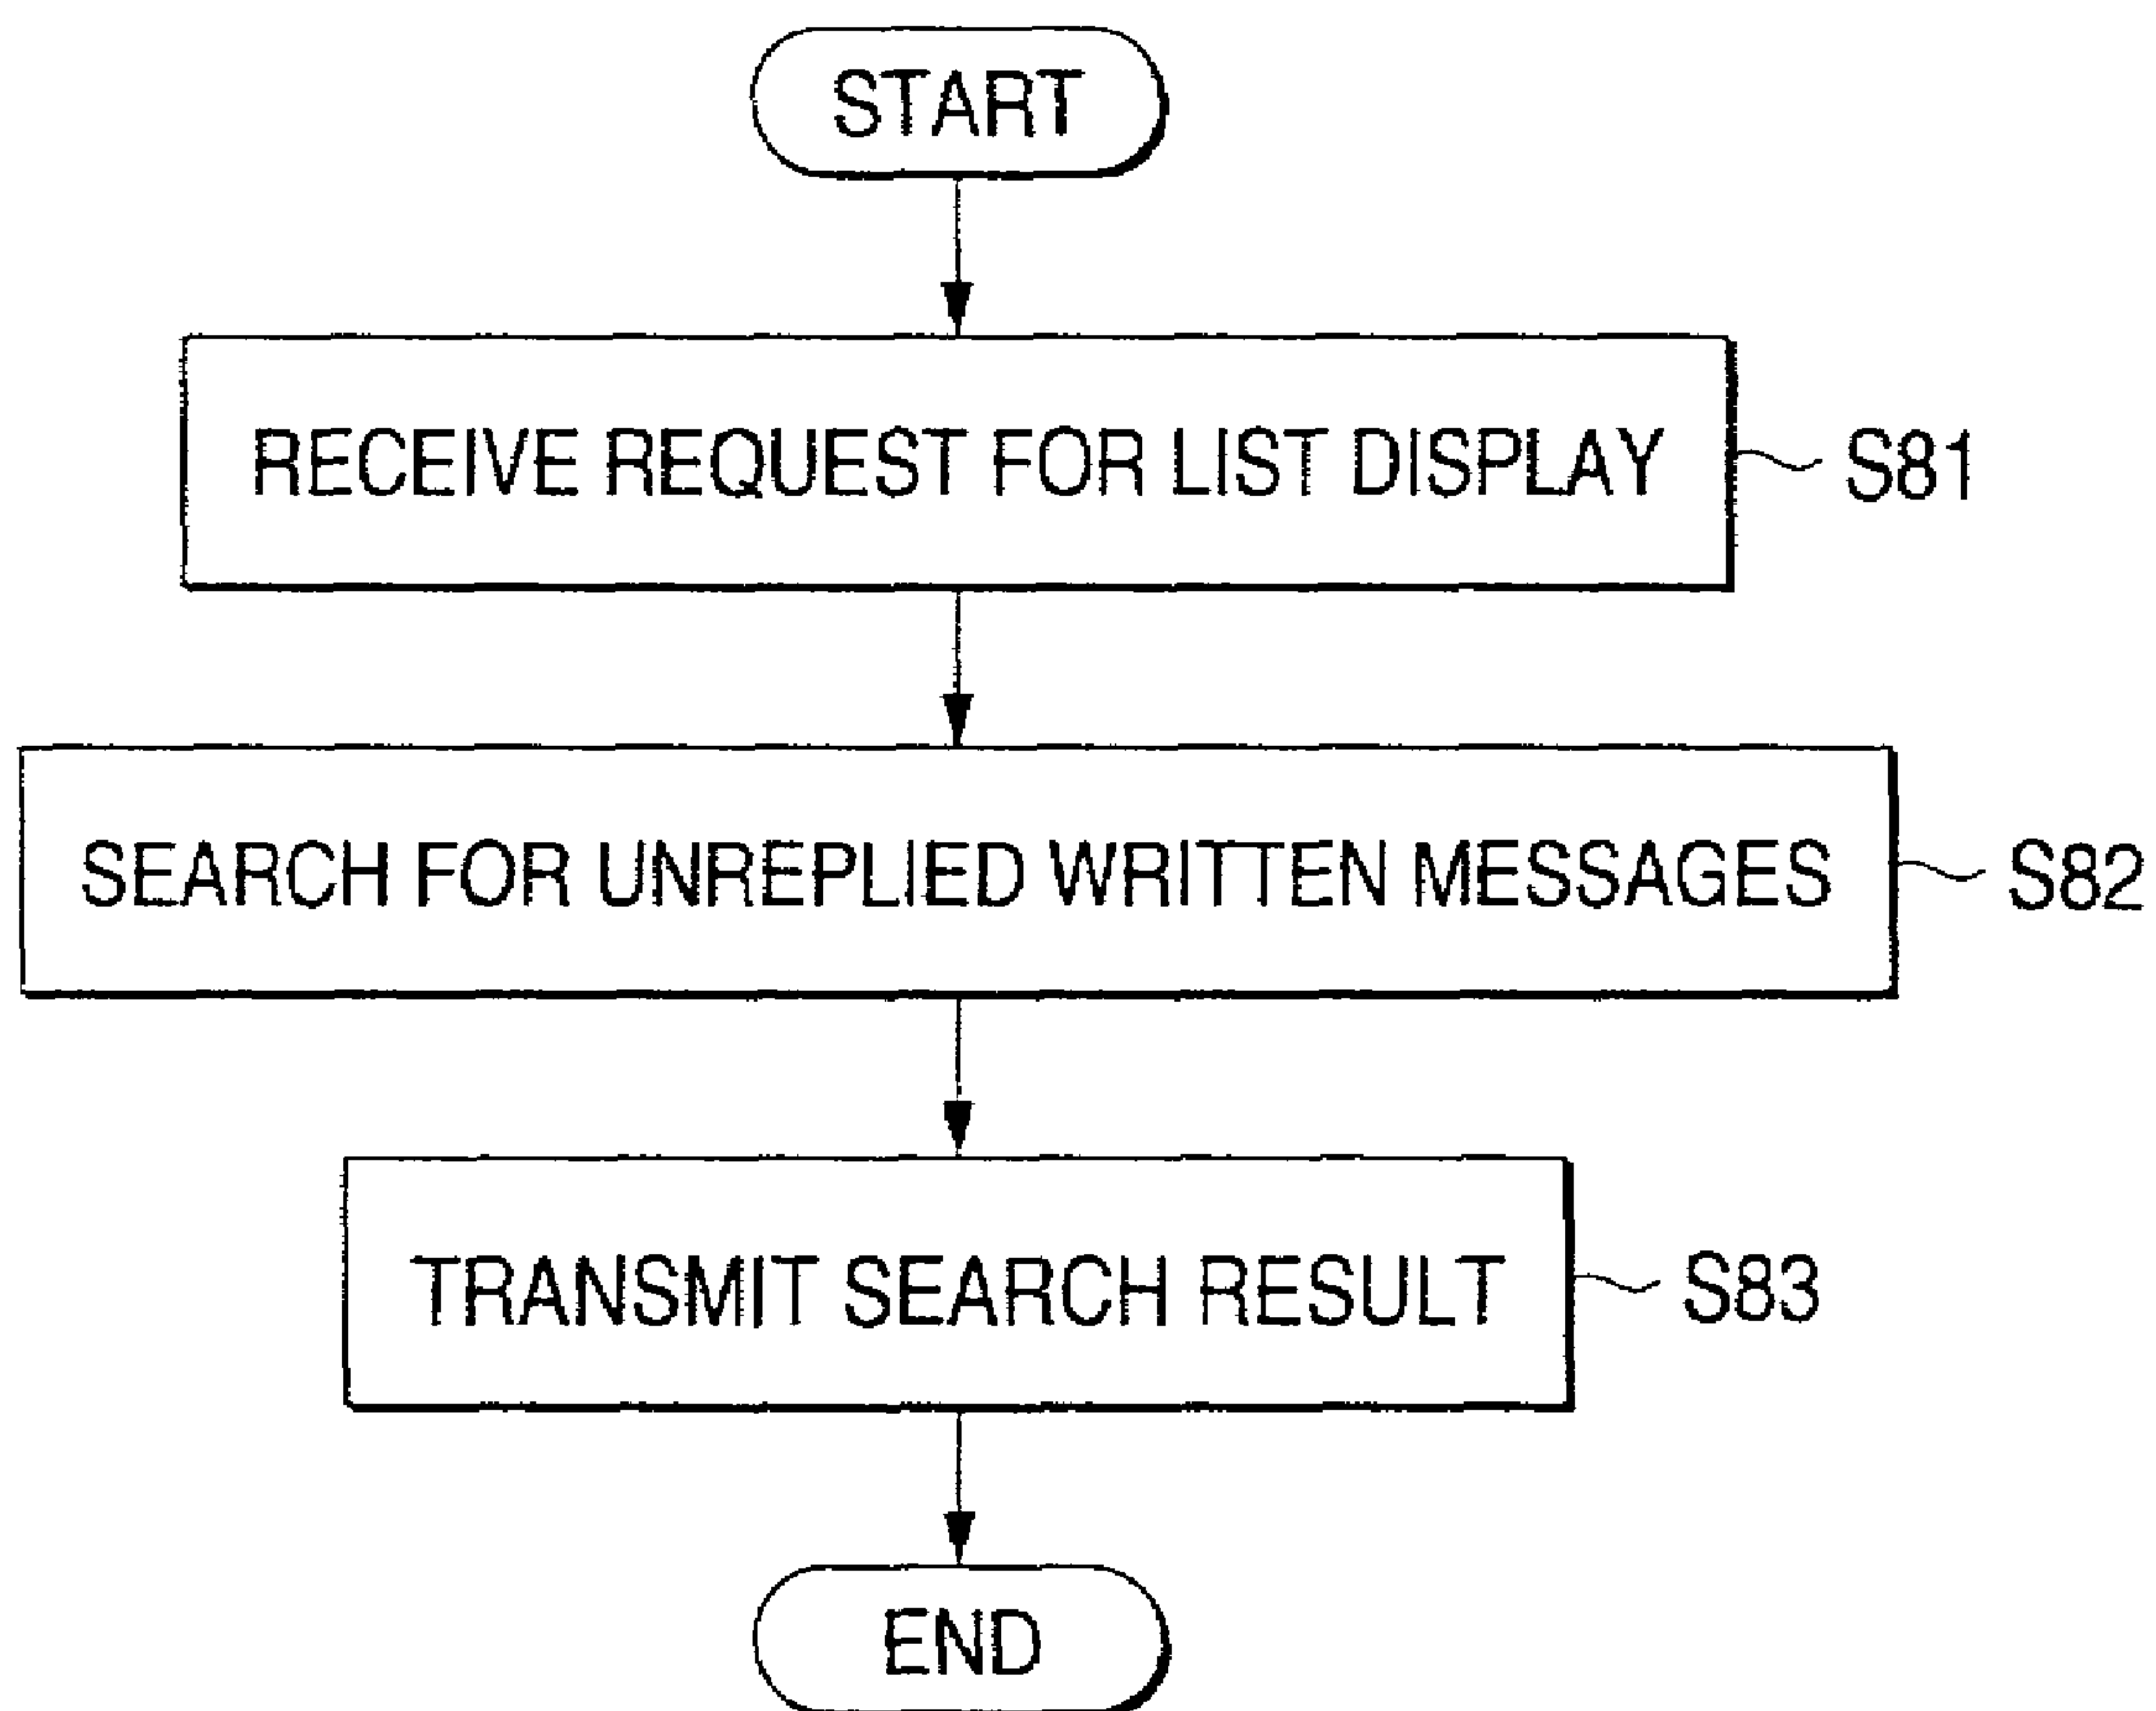 START
RECEIVE REQUEST FOR LIST DISPLAY
S81
SEARCH FOR UNREPLIED WRITTEN MESSAGES
S82
TRANSMIT SEARCH RESULT
S83
END